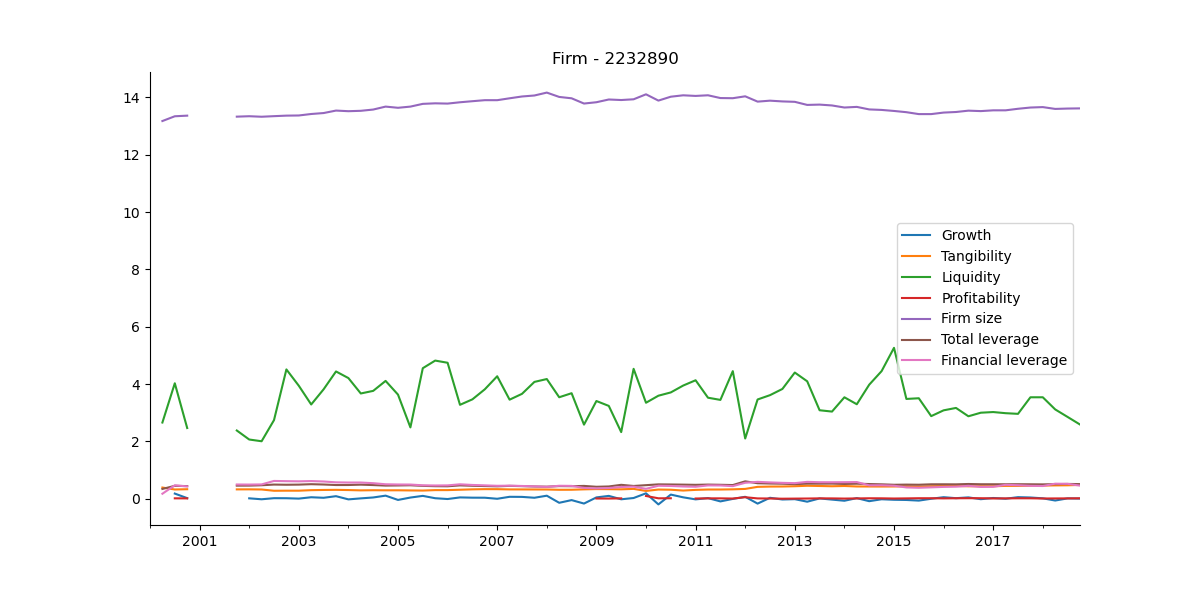 Firm - 2232890
14
12
10
8
6
4
2
0
Growth
Tangibility
Liquidity
Profitability
Firm size
Total leverage
Financial leverage
2001 2003 2005 2007 2009 2011 2013 2015 2017